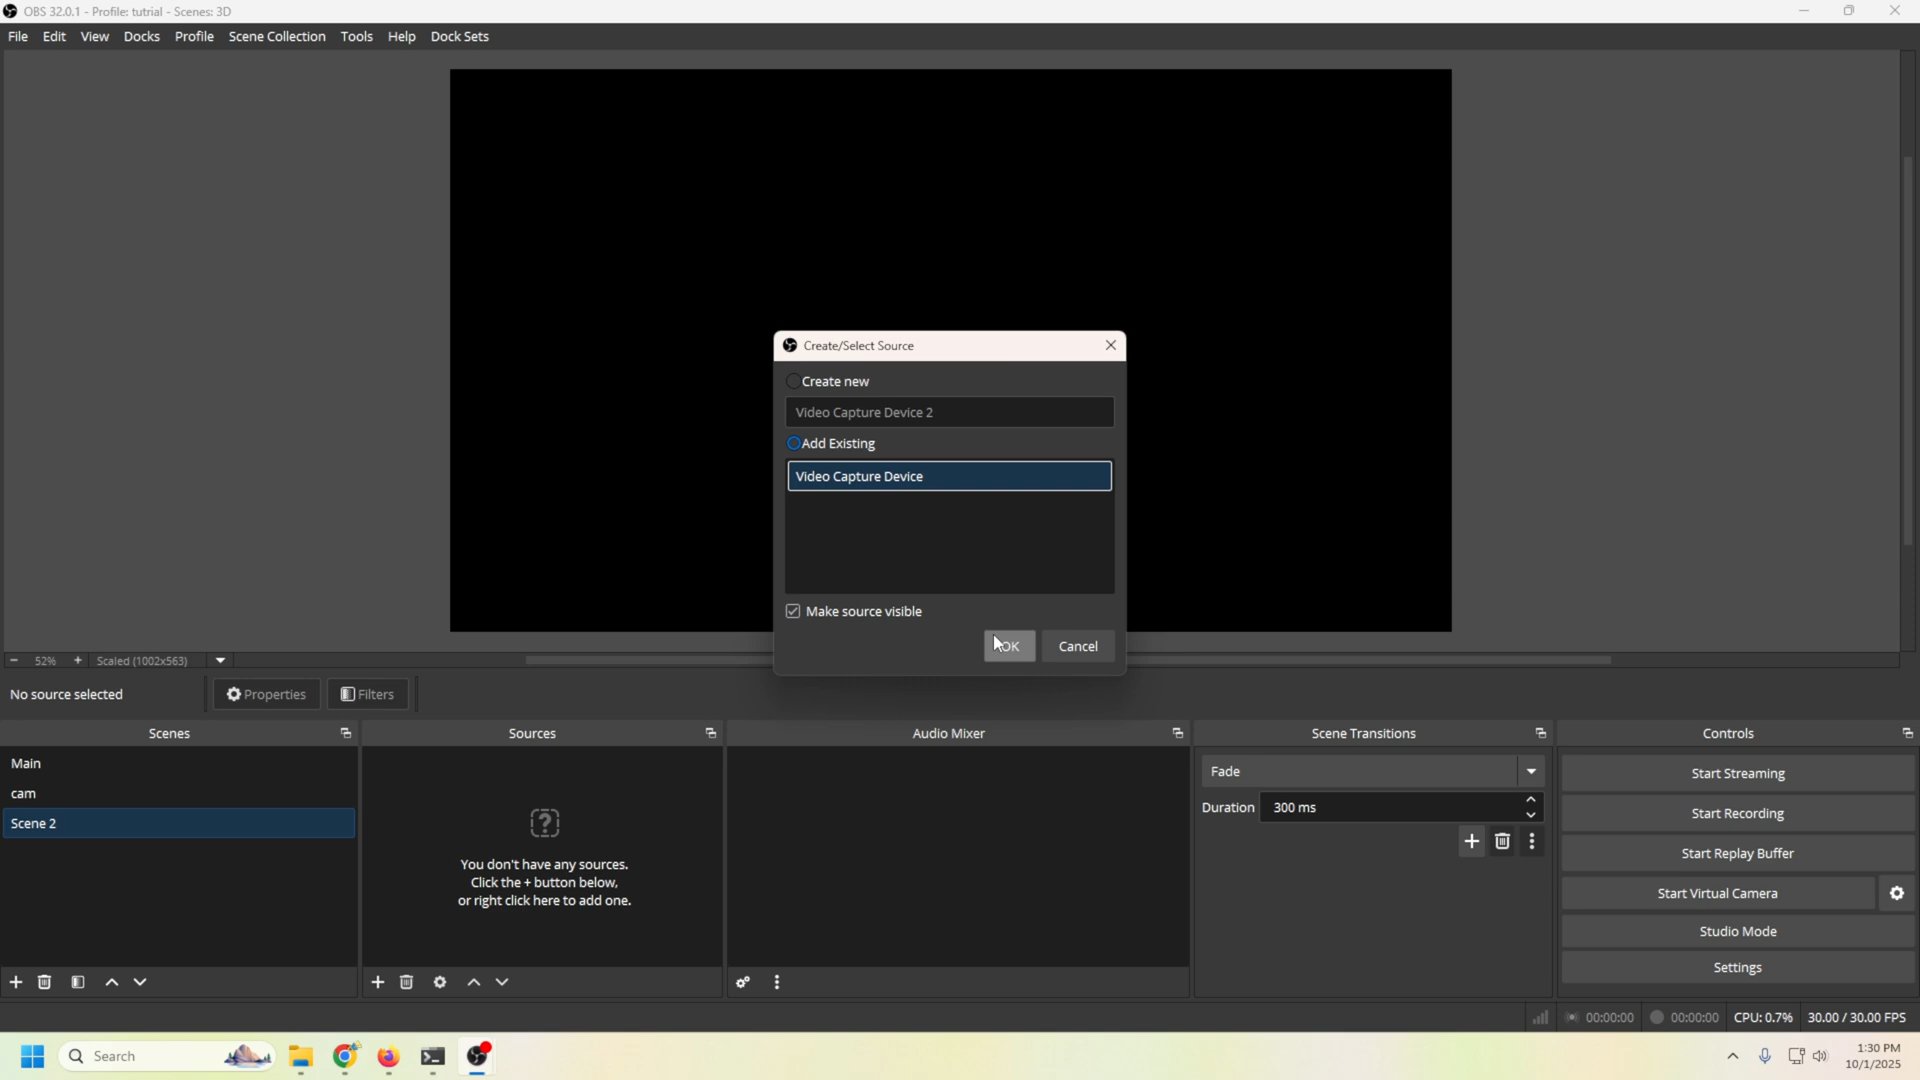 OBS 32.0.1 - Profile: tutrial - Scenes: 3D
File Edit View Docks Profile Scene Collection Tools Help Dock Sets
Create/Select Source
Create new
Video Capture Device 2
Add Existing
Video Capture Device
Make source visible
OK Cancel
52% Scaled (1002x563)
No source selected Properties Filters
Scenes
Main
cam
Scene 2
Sources
You don't have any sources.
Click the + button below,
or right click here to add one.
Audio Mixer
Scene Transitions
Fade
Duration 300 ms
Controls
Start Streaming
Start Recording
Start Replay Buffer
Start Virtual Camera
Studio Mode
Settings
00:00:00 00:00:00 CPU: 0.7% 30.00 / 30.00 FPS
Search
1:30 PM
10/1/2025